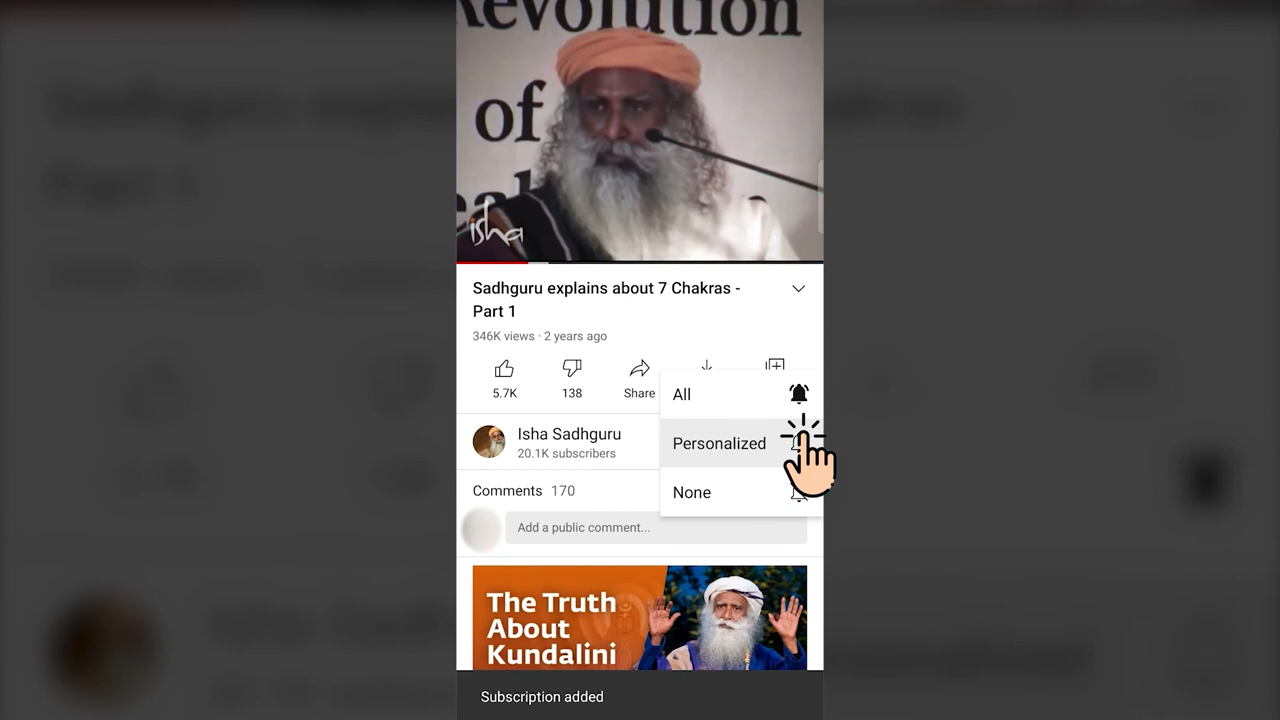 Revolution
of
isha
Sadhguru explains about 7 Chakras -
Part 1
346K views · 2 years ago
5.7K
138
Share
All
Isha Sadhguru
20.1K subscribers
Personalized
None
Comments 170
Add a public comment...
The Truth
About
Kundalini
Subscription added